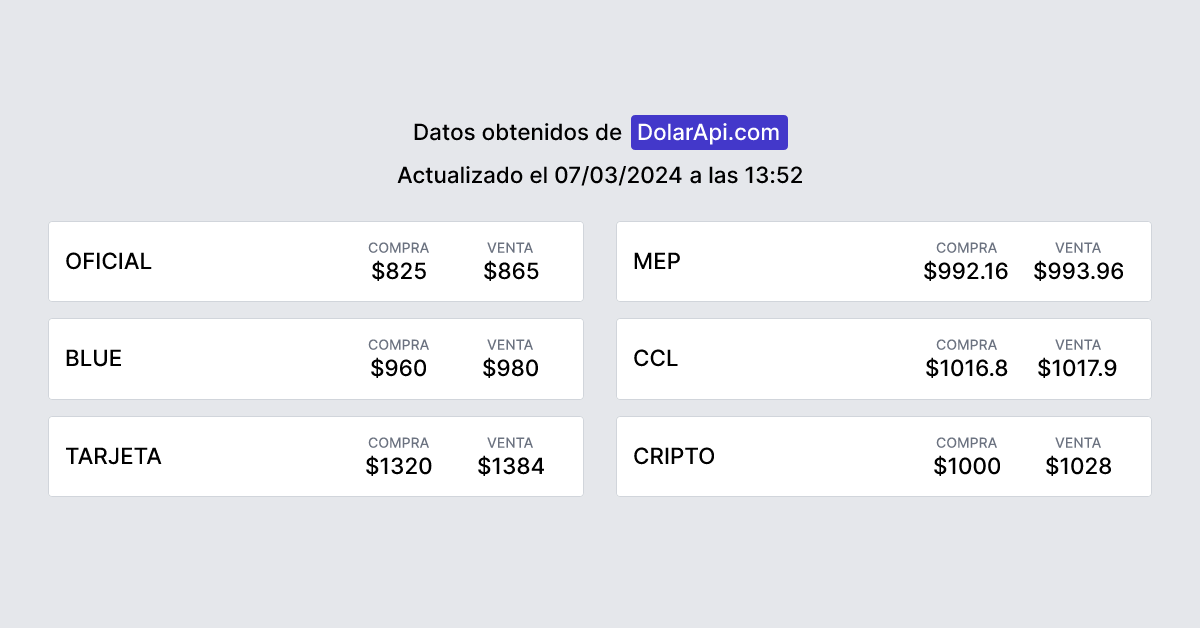 Datos obtenidos de DolarApi.com
Actualizado el 07/03/2024 a las 13:52
OFICIAL
COMPRA VENTA
$825 $865
MEP
COMPRA VENTA
$992.16 $993.96
BLUE
COMPRA VENTA
$960 $980
CCL
COMPRA VENTA
$1016.8 $1017.9
TARJETA
COMPRA VENTA
$1320 $1384
CRIPTO
COMPRA VENTA
$1000 $1028